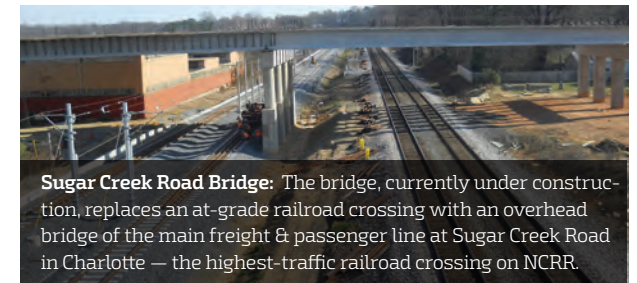 Sugar Creek Road Bridge: The bridge, currently under construc-
tion, replaces an at-grade railroad crossing with an overhead
bridge of the main freight & passenger line at Sugar Creek Road
in Charlotte — the highest-traffic railroad crossing on NCRR.